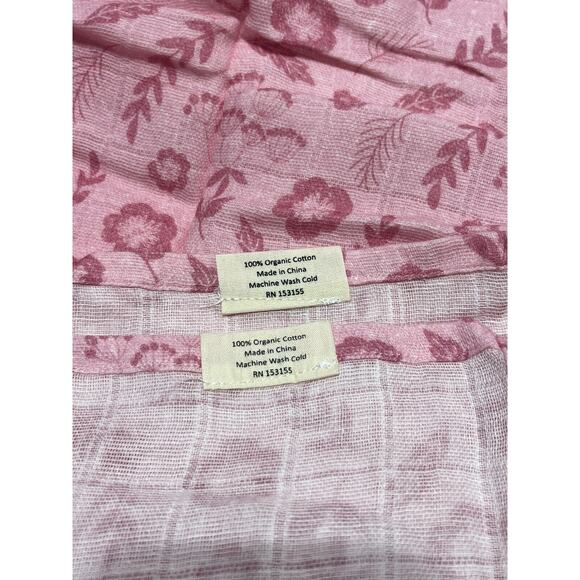 100% Organic Cotton
Made in China
Machine Wash Cold
RN 153155
100% Organic Cotton
Made in China
Machine Wash Cold
RN 153155